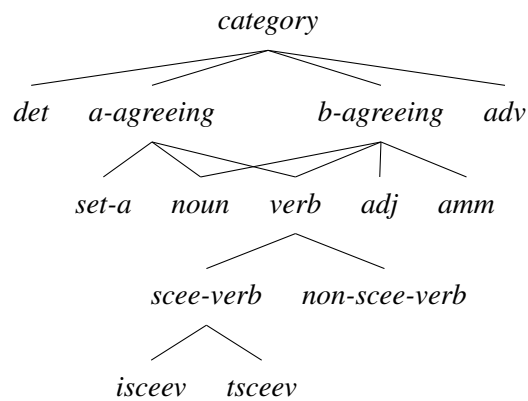 category
det a-agreeing b-agreeing adv
set-a noun verb adj amm
scee-verb non-scee-verb
isceev tsceev